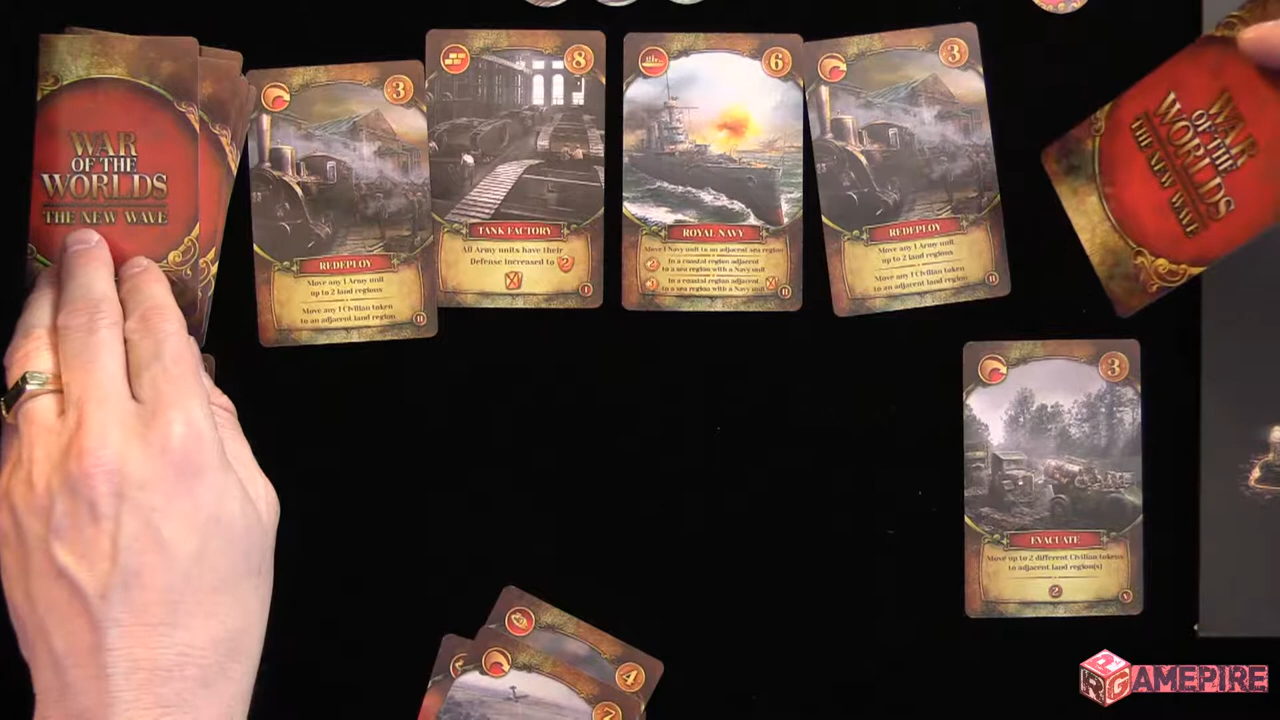 WAR
OF THE
WORLDS
THE NEW WAVE
3
REDEPLOY
Move any 1 Army unit
up to 2 land regions
Move any 1 Civilian token
to an adjacent land region
II
8
TANK FACTORY
All Army units have their
Defense increased to 2
I
6
ROYAL NAVY
Move 1 Navy unit to an adjacent sea region
2 In a coastal region adjacent
to a sea region with a Navy unit
In a coastal region adjacent
to a sea region with a Navy unit
II
3
REDEPLOY
Move any 1 Army unit
up to 2 land regions
Move any 1 Civilian token
to an adjacent land region
II
WAR
OF THE
WORLDS
THE NEW WAVE
3
EVACUATE
Move up to 2 different Civilian tokens
to adjacent land region(s)
2
V
4
7
RPG
GAMEPIRE